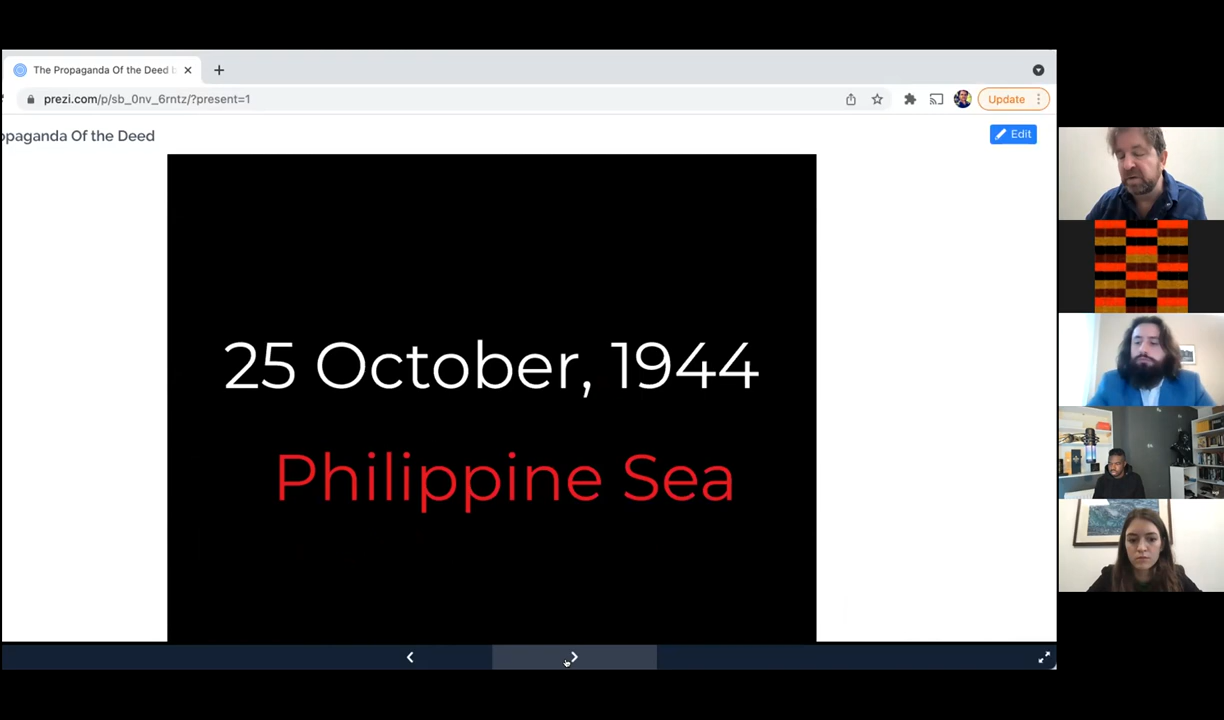 The Propaganda Of the Deed b
prezi.com/p/sb_0nv_6rntz/?present=1
Update
opaganda Of the Deed
Edit
25 October, 1944
Philippine Sea